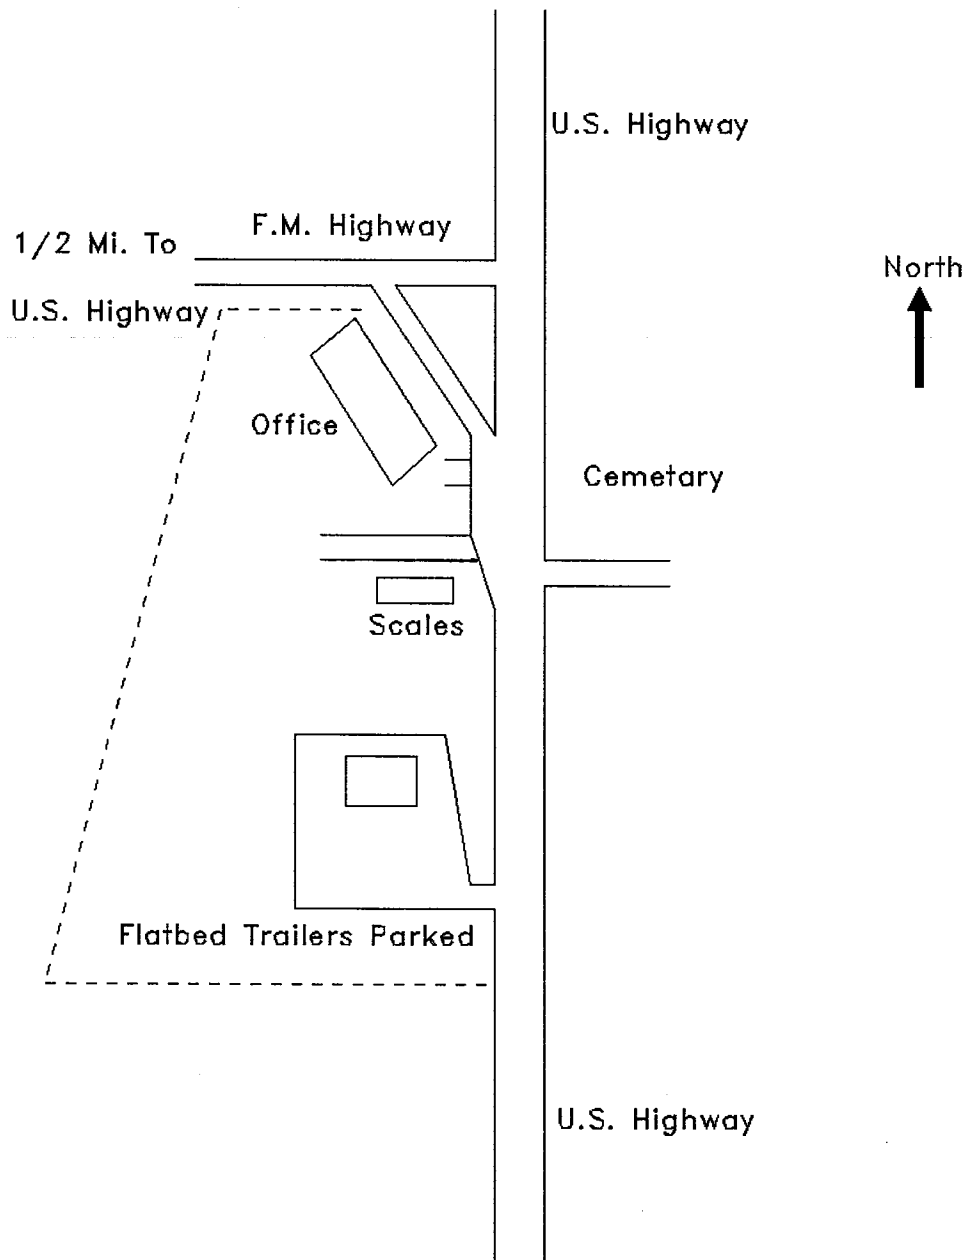 U.S. Highway
F.M. Highway
1/2 Mi. To
North
U.S. Highway
Office
Cemetary
Scales
Flatbed Trailers Parked
U.S. Highway